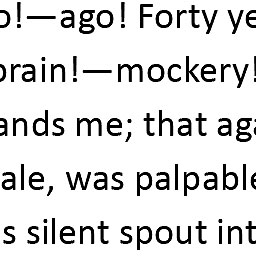 o!—ago! Forty ye
brain!—mockery!
ands me; that aga
ale, was palpable
s silent spout int